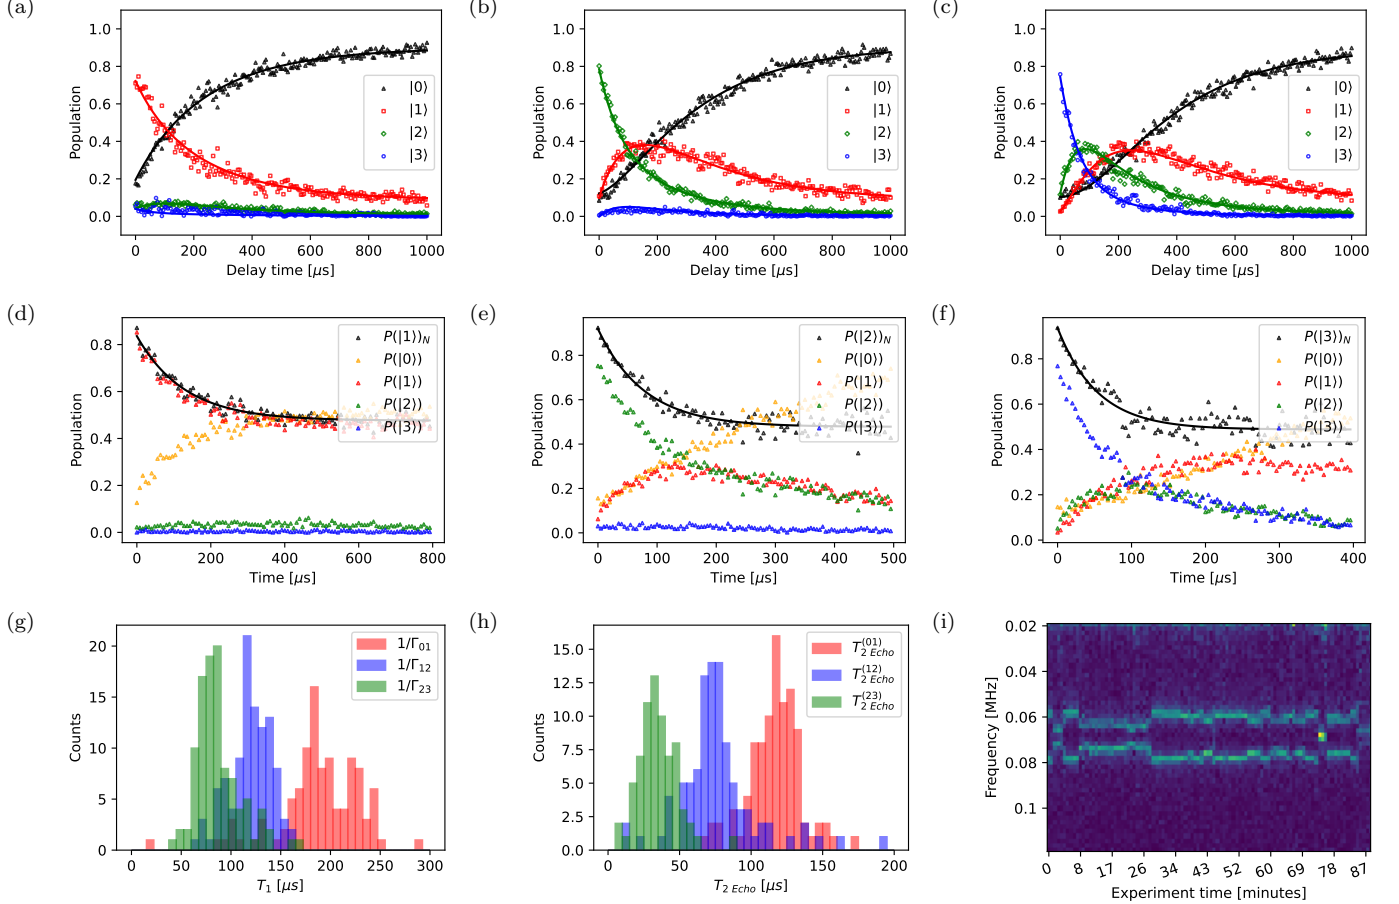 (a)
(b)
(c)
1.0
0.8
0.6
0.4
0.2
0.0
Population
|0⟩
|1⟩
|2⟩
|3⟩
0 200 400 600 800 1000
Delay time [μs]
1.0
0.8
0.6
0.4
0.2
0.0
Population
|0⟩
|1⟩
|2⟩
|3⟩
0 200 400 600 800 1000
Delay time [μs]
1.0
0.8
0.6
0.4
0.2
0.0
Population
|0⟩
|1⟩
|2⟩
|3⟩
0 200 400 600 800 1000
Delay time [μs]
(d)
(e)
(f)
0.8
0.6
0.4
0.2
0.0
Population
P(|1⟩)N
P(|0⟩)
P(|1⟩)
P(|2⟩)
P(|3⟩)
0 200 400 600 800
Time [μs]
0.8
0.6
0.4
0.2
0.0
Population
P(|2⟩)N
P(|0⟩)
P(|1⟩)
P(|2⟩)
P(|3⟩)
0 100 200 300 400 500
Time [μs]
0.8
0.6
0.4
0.2
0.0
Population
P(|3⟩)N
P(|0⟩)
P(|1⟩)
P(|2⟩)
P(|3⟩)
0 100 200 300 400
Time [μs]
(g)
(h)
(i)
20
15
10
5
0
Counts
1/Γ01
1/Γ12
1/Γ23
0 50 100 150 200 250 300
T1 [μs]
15.0
12.5
10.0
7.5
5.0
2.5
0.0
Counts
T2 Echo(01)
T2 Echo(12)
T2 Echo(23)
0 50 100 150 200
T2 Echo [μs]
0.02
0.04
0.06
0.08
0.1
Frequency [MHz]
0 8 17 26 34 43 52 60 69 78 87
Experiment time [minutes]